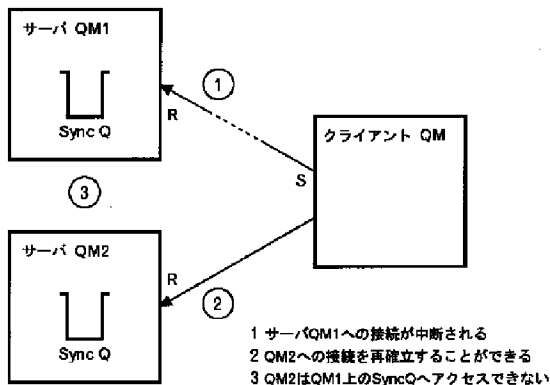 サーバ QM1
Sync Q
R
1
クライアント QM
S
3
サーバ QM2
Sync Q
R
2
1 サーバQM1への接続が中断される
2 QM2への接続を再確立することができる
3 QM2はQM1上のSyncQへアクセスできない